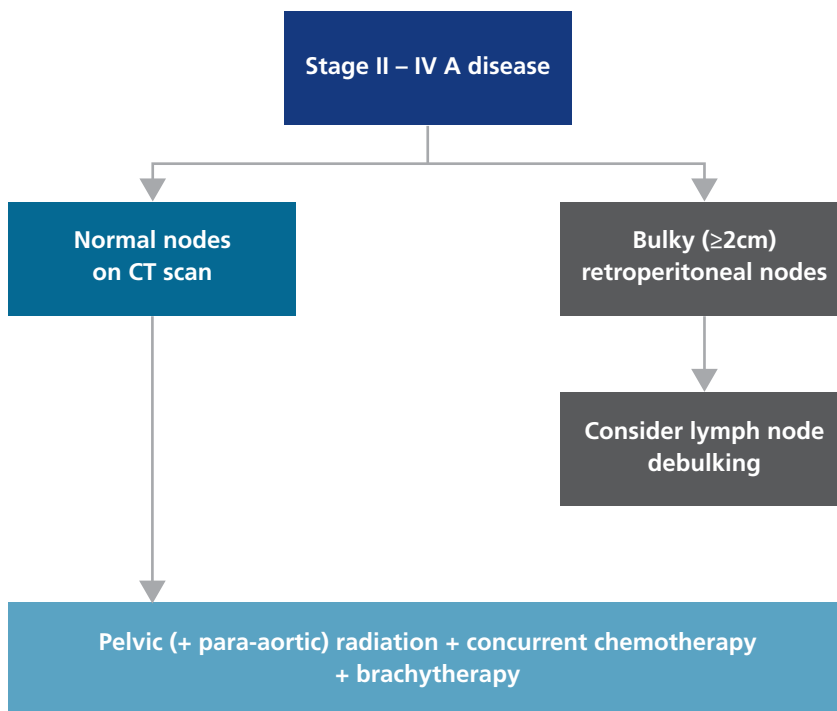 Stage II – IV A disease
Normal nodes
on CT scan
Bulky (≥2cm)
retroperitoneal nodes
Consider lymph node
debulking
Pelvic (+ para-aortic) radiation + concurrent chemotherapy
+ brachytherapy